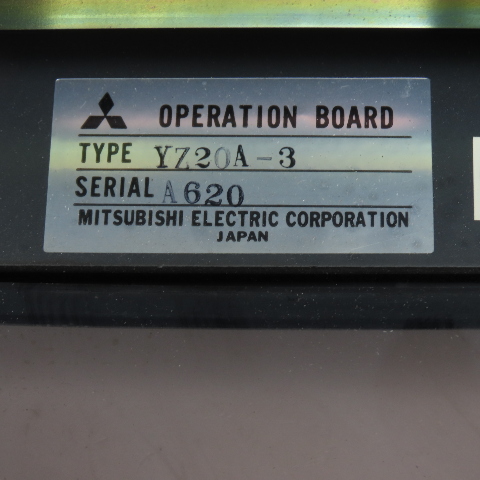 OPERATION BOARD
TYPE YZ20A-3
SERIAL A620
MITSUBISHI ELECTRIC CORPORATION
JAPAN